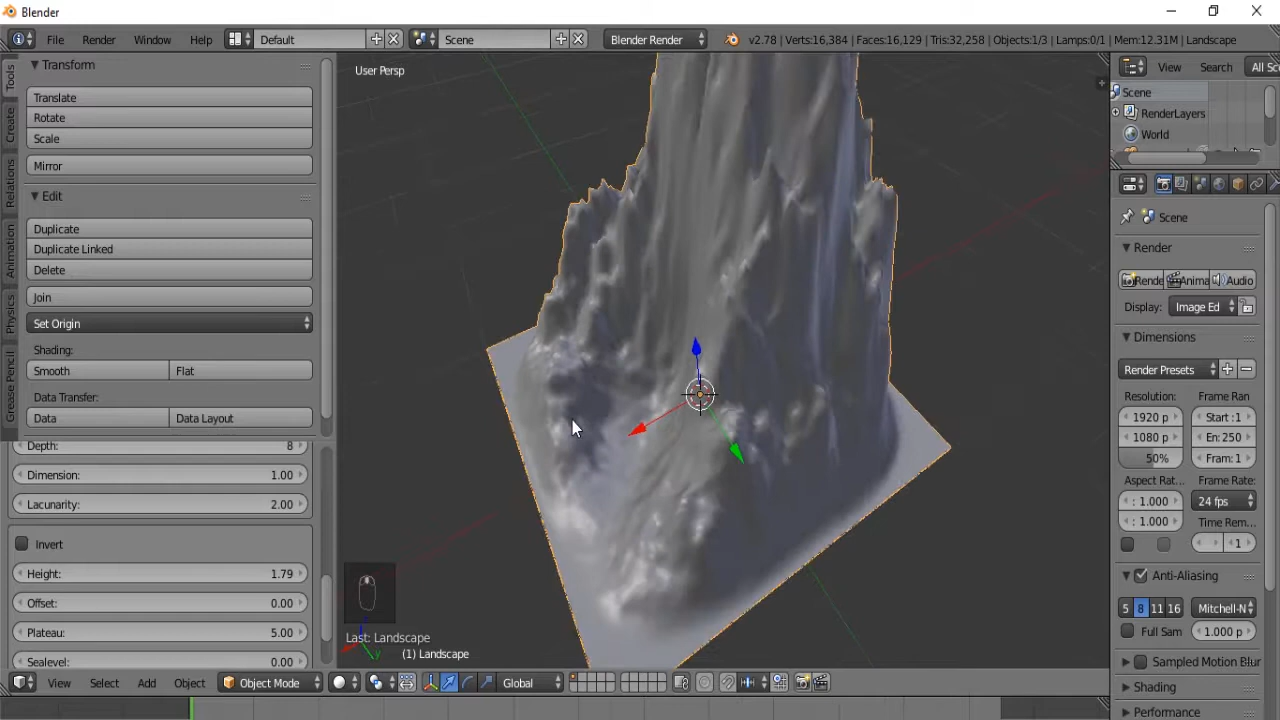 Blender
File Render Window Help Default Scene Blender Render v2.78 | Verts:16,384 | Faces:16,129 | Tris:32,258 | Objects:1/3 | Lamps:0/1 | Mem:12.31M | Landscape
Tools
Create
Relations
Animation
Physics
Grease Pencil
Transform
Translate
Rotate
Scale
Mirror
Edit
Duplicate
Duplicate Linked
Delete
Join
Set Origin
Shading:
Smooth Flat
Data Transfer:
Data Data Layout
Depth: 8
Dimension: 1.00
Lacunarity: 2.00
Invert
Height: 1.79
Offset: 0.00
Plateau: 5.00
Sealevel: 0.00
User Persp
Last: Landscape
(1) Landscape
View Select Add Object Object Mode Global
View Search All Sc
Scene
RenderLayers
World
Scene
Render
Rende Anima Audio
Display: Image Ed
Dimensions
Render Presets
Resolution: Frame Ran
1920 p Start :1
1080 p En: 250
50% Fram: 1
Aspect Rat... Frame Rate:
: 1.000 24 fps
: 1.000 Time Rem...
: 1
Anti-Aliasing
5 8 11 16 Mitchell-N
Full Sam 1.000 p
Sampled Motion Blur
Shading
Performance